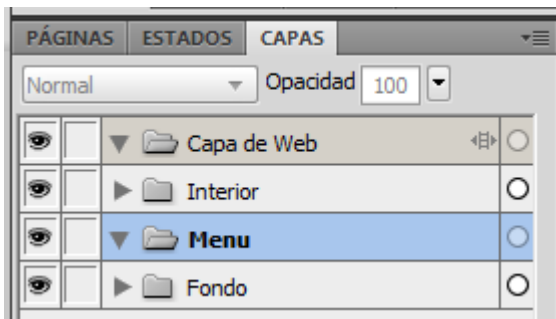 PÁGINAS ESTADOS CAPAS
Normal Opacidad 100
Capa de Web
Interior
Menu
Fondo